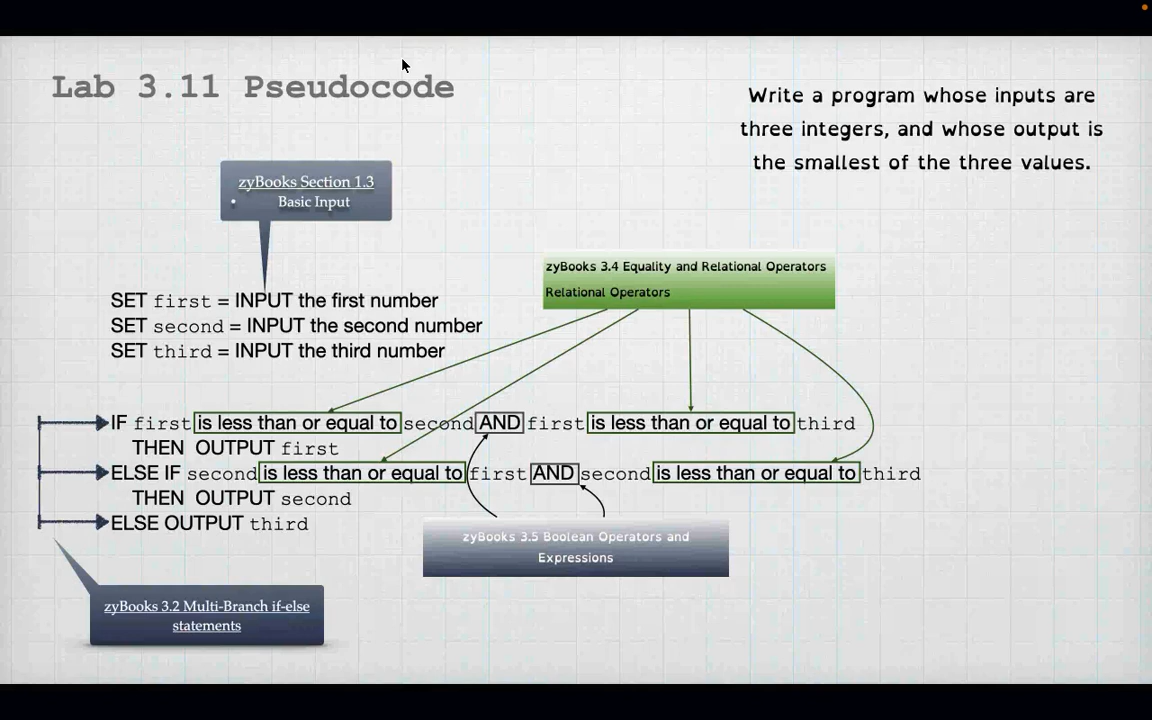 Lab 3.11 Pseudocode
Write a program whose inputs are
three integers, and whose output is
the smallest of the three values.
zyBooks Section 1.3
• Basic Input
zyBooks 3.4 Equality and Relational Operators
Relational Operators
SET first = INPUT the first number
SET second = INPUT the second number
SET third = INPUT the third number
IF first is less than or equal to second AND first is less than or equal to third
THEN OUTPUT first
ELSE IF second is less than or equal to first AND second is less than or equal to third
THEN OUTPUT second
ELSE OUTPUT third
zyBooks 3.5 Boolean Operators and
Expressions
zyBooks 3.2 Multi-Branch if-else
statements